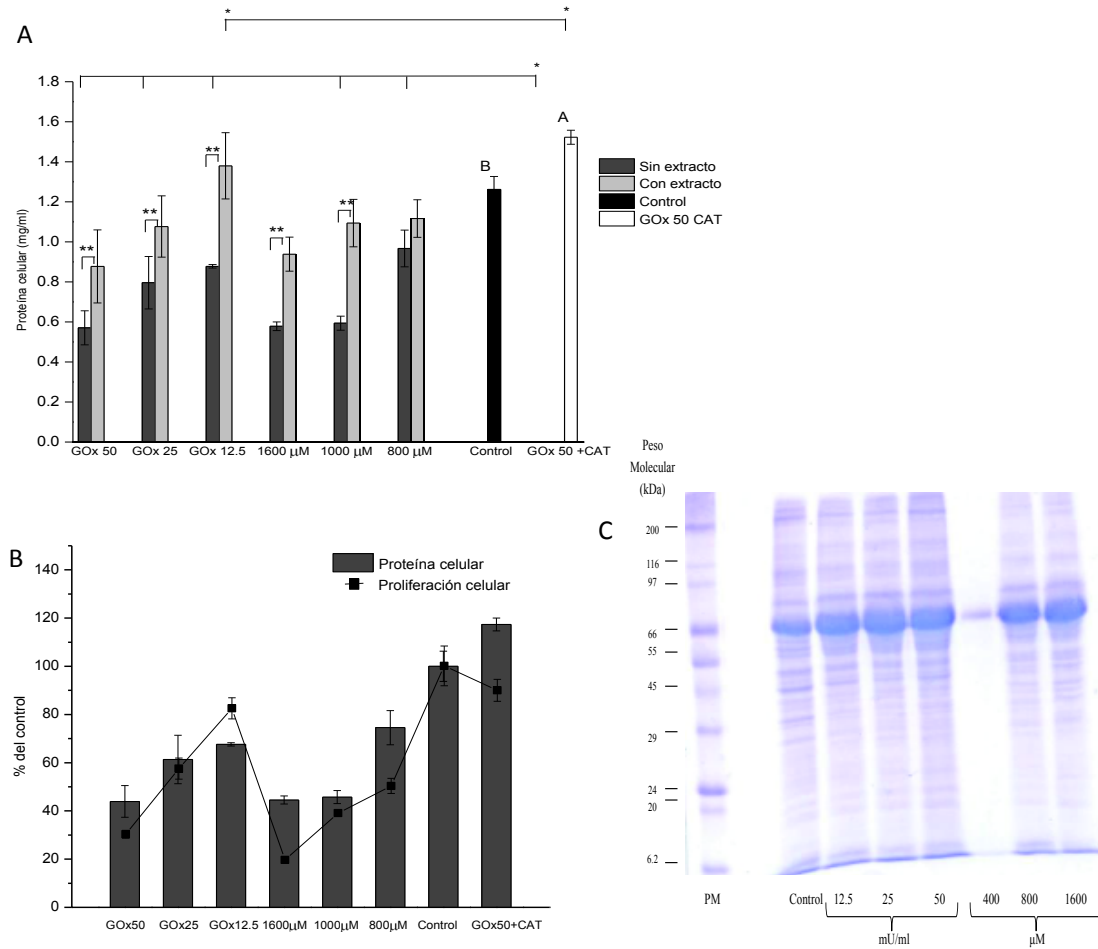 A
* *
*
Proteína celular (mg/ml)
1.8
1.6
1.4
1.2
1.0
0.8
0.6
0.4
0.2
0.0
**
**
**
**
**
B
A
Sin extracto
Con extracto
Control
GOx 50 CAT
GOx 50 GOx 25 GOx 12.5 1600 µM 1000 µM 800 µM Control GOx 50 +CAT
B
% del control
140
120
100
80
60
40
20
0
Proteína celular
Proliferación celular
GOx50 GOx25 GOx12.5 1600µM 1000µM 800µM Control GOx50+CAT
C
Peso
Molecular
(kDa)
200
116
97
66
55
45
29
24
20
6.2
PM Control 12.5 25 50 400 800 1600
mU/ml µM